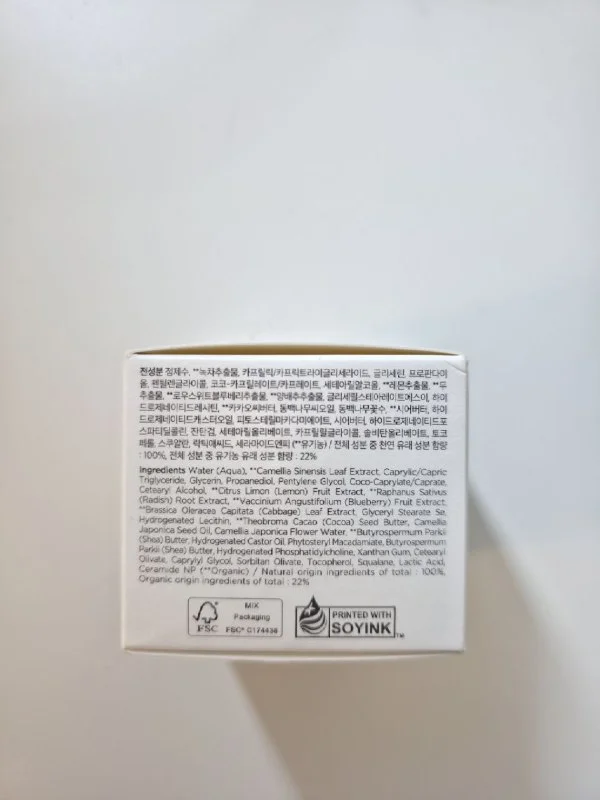 전성분 정제수, **녹차추출물, 카프릴릭/카프릭트라이글리세라이드, 글리세린, 프로판다이
올, 펜틸렌글라이콜, 코코-카프릴레이트/카프레이트, 세테아릴알코올, **레몬추출물, **무
추출물, **로우스위트블루베리추출물, **양배추추출물, 글리세릴스테아레이트에스이, 하이
드로제네이티드레시틴, **카카오씨버터, 동백나무씨오일, 동백나무꽃수, **시어버터, 하이
드로제네이티드캐스터오일, 피토스테릴마카다미에이트, 시어버터, 하이드로제네이티드포
스파티딜콜린, 잔탄검, 세테아릴올리베이트, 카프릴릴글라이콜, 솔비탄올리베이트, 토코
페롤, 스쿠알란, 락틱애씨드, 세라마이드엔피 (**유기농) / 전체 성분 중 천연 유래 성분 함량
: 100%, 전체 성분 중 유기농 유래 성분 함량 : 22%
Ingredients Water (Aqua), **Camellia Sinensis Leaf Extract, Caprylic/Capric
Triglyceride, Glycerin, Propanediol, Pentylene Glycol, Coco-Caprylate/Caprate,
Cetearyl Alcohol, **Citrus Limon (Lemon) Fruit Extract, **Raphanus Sativus
(Radish) Root Extract, **Vaccinium Angustifolium (Blueberry) Fruit Extract,
**Brassica Oleracea Capitata (Cabbage) Leaf Extract, Glyceryl Stearate Se,
Hydrogenated Lecithin, **Theobroma Cacao (Cocoa) Seed Butter, Camellia
Japonica Seed Oil, Camellia Japonica Flower Water, **Butyrospermum Parkii
(Shea) Butter, Hydrogenated Castor Oil, Phytosteryl Macadamiate, Butyrospermum
Parkii (Shea) Butter, Hydrogenated Phosphatidylcholine, Xanthan Gum, Cetearyl
Olivate, Caprylyl Glycol, Sorbitan Olivate, Tocopherol, Squalane, Lactic Acid,
Ceramide NP (**Organic) / Natural origin ingredients of total : 100%,
Organic origin ingredients of total : 22%
FSC
MIX
Packaging
FSC® C174436
PRINTED WITH
SOYINK™